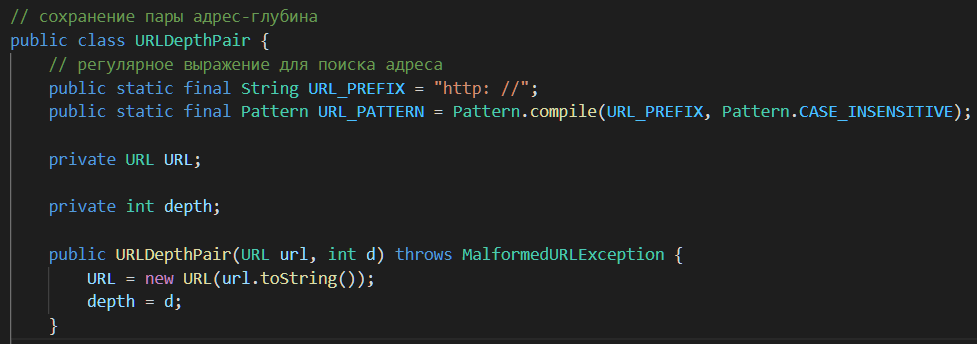 // сохранение пары адрес-глубина
public class URLDepthPair {
    // регулярное выражение для поиска адреса
    public static final String URL_PREFIX = "http: //";
    public static final Pattern URL_PATTERN = Pattern.compile(URL_PREFIX, Pattern.CASE_INSENSITIVE);
    private URL URL;
    private int depth;
    public URLDepthPair(URL url, int d) throws MalformedURLException {
        URL = new URL(url.toString());
        depth = d;
    }